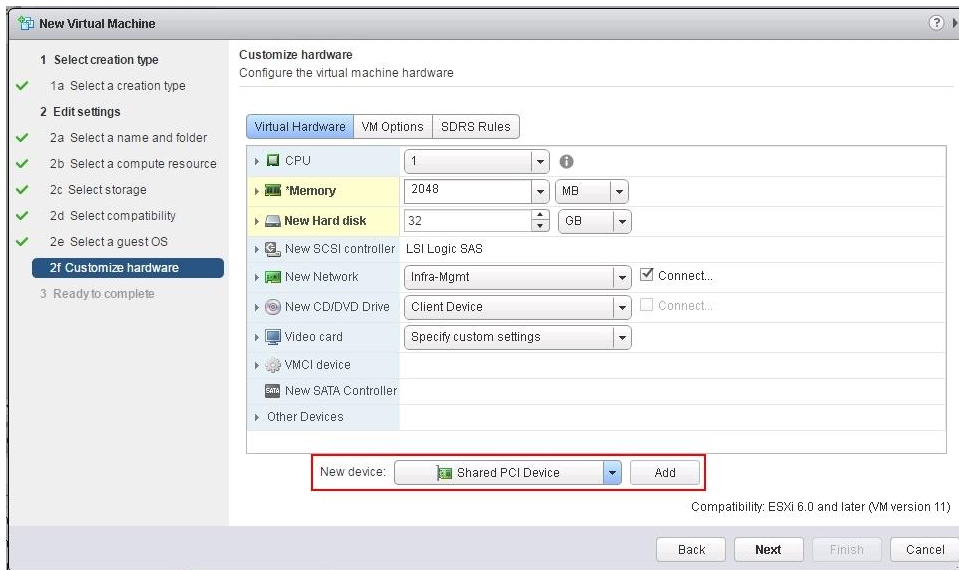 New Virtual Machine
?
1 Select creation type
1a Select a creation type
2 Edit settings
2a Select a name and folder
2b Select a compute resource
2c Select storage
2d Select compatibility
2e Select a guest OS
2f Customize hardware
3 Ready to complete
Customize hardware
Configure the virtual machine hardware
Virtual Hardware VM Options SDRS Rules
CPU 1
*Memory 2048 MB
New Hard disk 32 GB
New SCSI controller LSI Logic SAS
New Network Infra-Mgmt Connect...
New CD/DVD Drive Client Device Connect...
Video card Specify custom settings
VMCI device
SATA New SATA Controller
Other Devices
New device: Shared PCI Device Add
Compatibility: ESXi 6.0 and later (VM version 11)
Back Next Finish Cancel